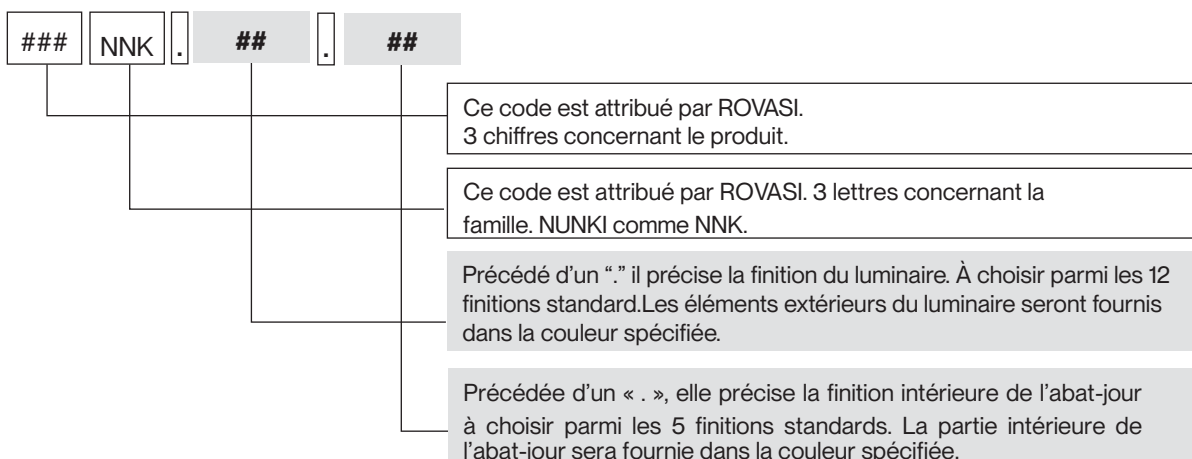 ### NNK . ## . ##
Ce code est attribué par ROVASI.
3 chiffres concernant le produit.
Ce code est attribué par ROVASI. 3 lettres concernant la
famille. NUNKI comme NNK.
Précédé d'un “.” il précise la finition du luminaire. À choisir parmi les 12
finitions standard.Les éléments extérieurs du luminaire seront fournis
dans la couleur spécifiée.
Précédée d'un « . », elle précise la finition intérieure de l'abat-jour
à choisir parmi les 5 finitions standards. La partie intérieure de
l'abat-jour sera fournie dans la couleur spécifiée.